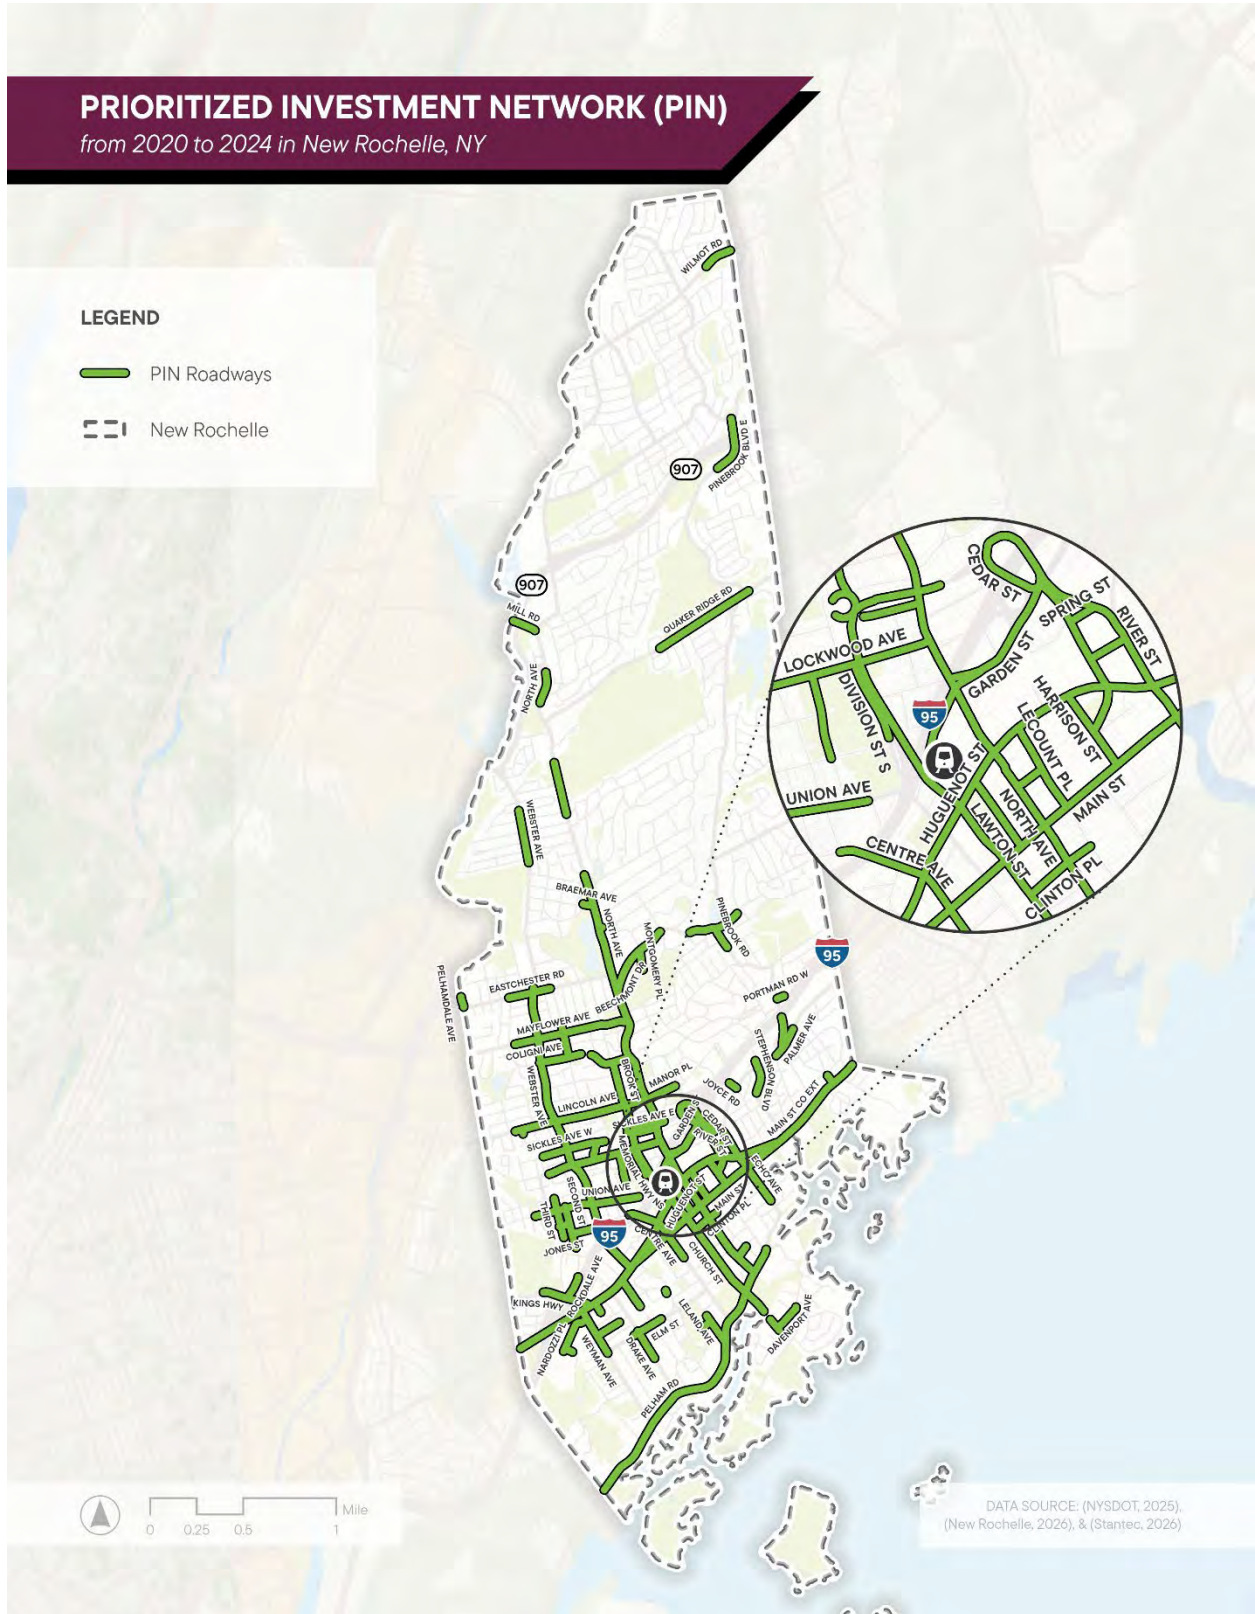 PRIORITIZED INVESTMENT NETWORK (PIN)
from 2020 to 2024 in New Rochelle, NY
LEGEND
PIN Roadways
New Rochelle
WILMOT RD
PINEBROOK BLVD E
907
907
MILL RD
QUAKER RIDGE RD
NORTH AVE
WEBSTER AVE
BRAEMAR AVE
NORTH AVE
MONTGOMERY PL
PINEBROOK RD
BEECHMONT DR
PELHAMDALE AVE
EASTCHESTER RD
95
PORTMAN RD W
MAYFLOWER AVE
COLIGNI AVE
WEBSTER AVE
BROOK ST
MANOR PL
STEPHENSON BLVD
PALMER AVE
JOYCE RD
MAIN ST CO EXT
LINCOLN AVE
SICKLES AVE E
SICKLES AVE W
GARDEN S
CEDAR ST
RIVER ST
MEMORIAL HWY NS
ECHO AVE
UNION AVE
SECOND ST
THIRD ST
HUGUENOT ST
MAIN ST
CLINTON PL
JONES ST
95
CENTRE AVE
CHURCH ST
ROCKDALE AVE
KINGS HWY
NARDOZZI PL
WEYMAN AVE
DRAKE AVE
ELM ST
LELAND AVE
DAVENPORT AVE
PELHAM RD
CEDAR ST
SPRING ST
RIVER ST
LOCKWOOD AVE
GARDEN ST
DIVISION ST S
95
HARRISON ST
LECOUNT PL
HUGUENOT ST
UNION AVE
MAIN ST
NORTH AVE
LAWTON ST
CENTRE AVE
CLINTON PL
Mile
0 0.25 0.5 1
DATA SOURCE: (NYSDOT, 2025),
(New Rochelle, 2026), & (Stantec, 2026)